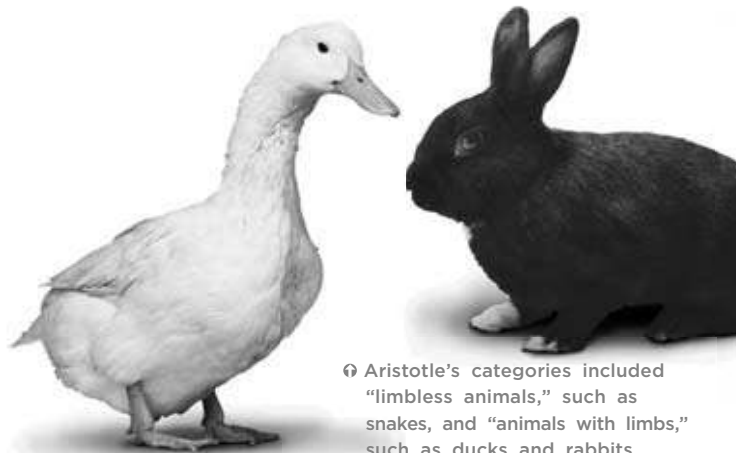 Aristotle's categories included
“limbless animals,” such as
snakes, and “animals with limbs,”
such as ducks and rabbits